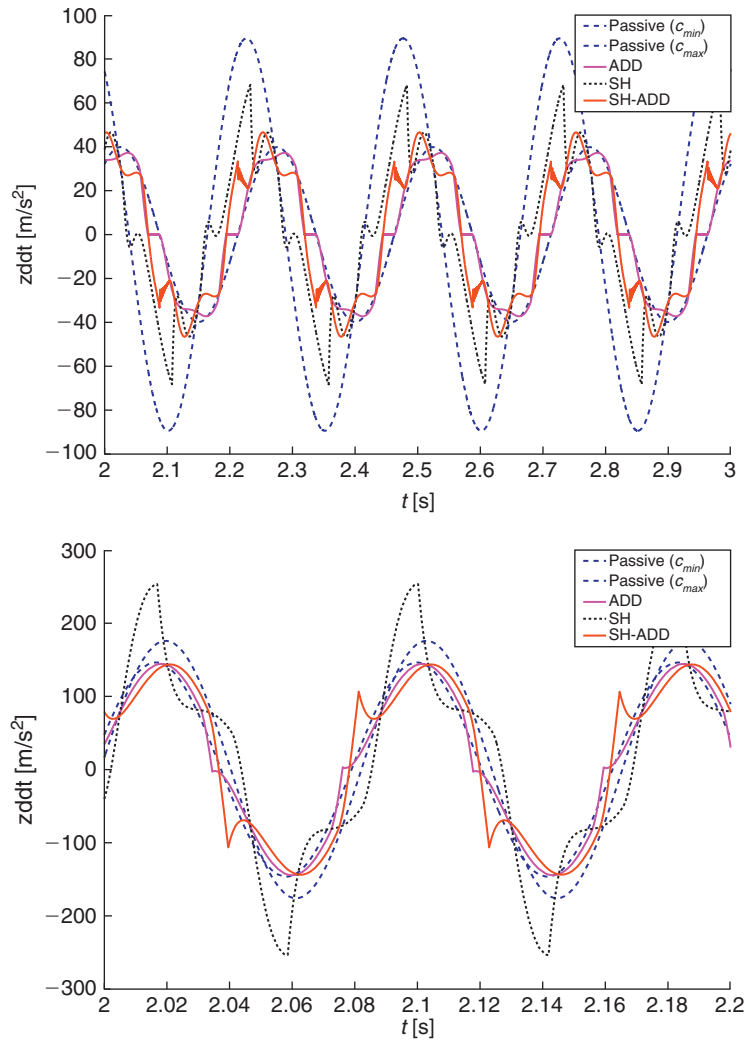 100
80
60
40
20
0
−20
−40
−60
−80
−100
zddt [m/s²]
Passive (cmin)
Passive (cmax)
ADD
SH
SH-ADD
2 2.1 2.2 2.3 2.4 2.5 2.6 2.7 2.8 2.9 3
t [s]
300
200
100
0
−100
−200
−300
zddt [m/s²]
Passive (cmin)
Passive (cmax)
ADD
SH
SH-ADD
2 2.02 2.04 2.06 2.08 2.1 2.12 2.14 2.16 2.18 2.2
t [s]